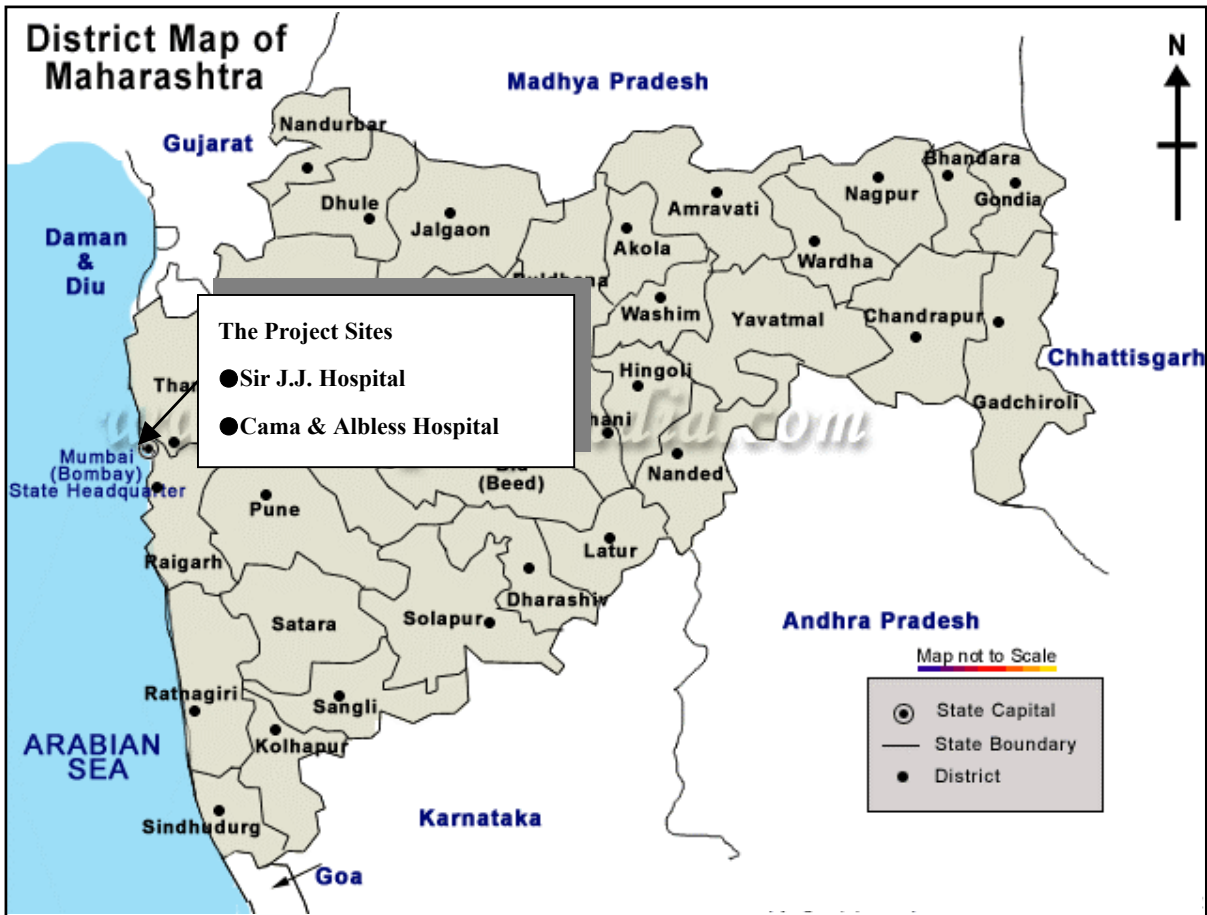 District Map of
Maharashtra
N
Madhya Pradesh
Nandurbar
Gujarat
Bhandara
Nagpur
Gondia
Dhule
Amravati
Jalgaon
Daman
&
Diu
Akola
Wardha
Washim
Yavatmal
Chandrapur
The Project Sites
●Sir J.J. Hospital
●Cama & Albless Hospital
Chhattisgarh
Hingoli
Gadchiroli
Mumbai
(Bombay)
State Headquarter
Nanded
(Beed)
Pune
Latur
Raigarh
Dharashiv
Solapur
Satara
Andhra Pradesh
Map not to Scale
Rathagiri
Sangli
Kolhapur
ARABIAN
SEA
State Capital
State Boundary
District
Sindhudurg
Karnataka
Goa